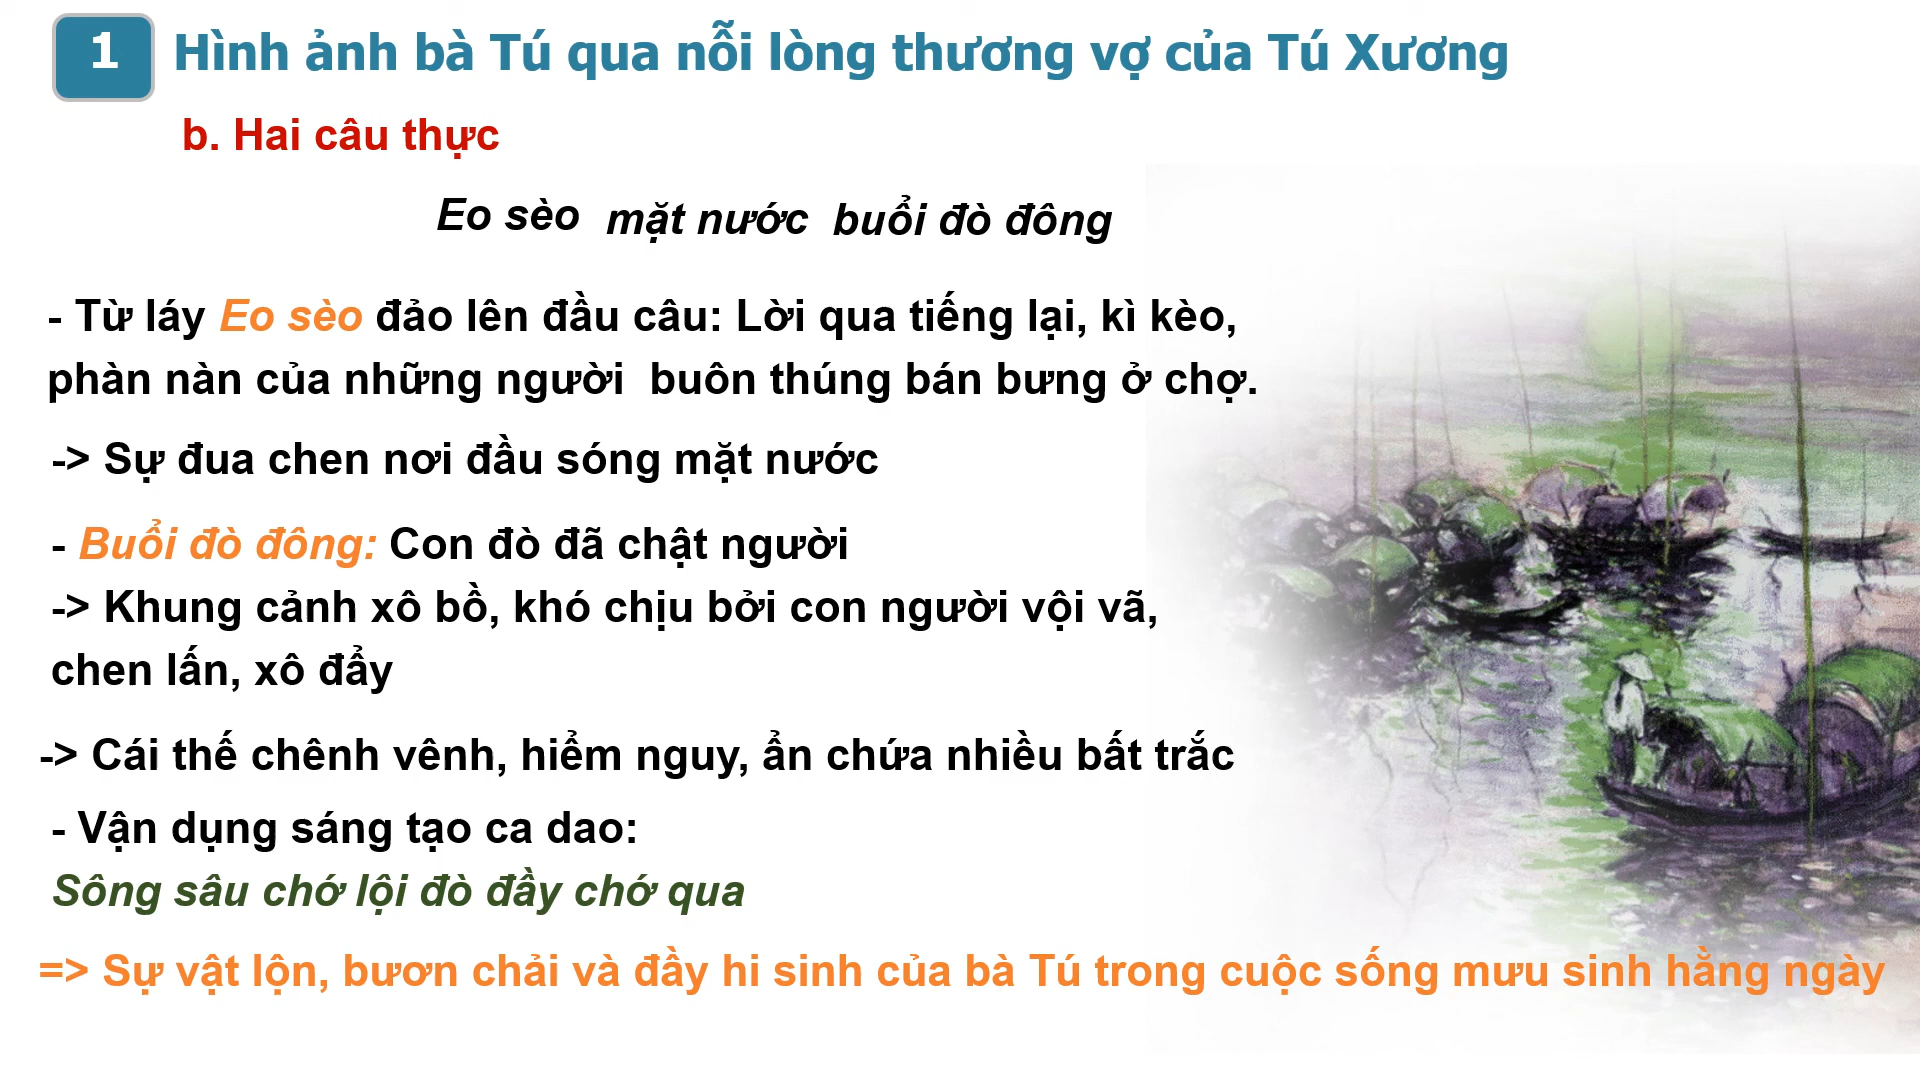 1 Hình ảnh bà Tú qua nỗi lòng thương vợ của Tú Xương
b. Hai câu thực
Eo sèo mặt nước buổi đò đông
- Từ láy Eo sèo đảo lên đầu câu: Lời qua tiếng lại, kì kèo,
phàn nàn của những người buôn thúng bán bưng ở chợ.
-> Sự đua chen nơi đầu sóng mặt nước
- Buổi đò đông: Con đò đã chật người
-> Khung cảnh xô bồ, khó chịu bởi con người vội vã,
chen lấn, xô đẩy
-> Cái thế chênh vênh, hiểm nguy, ẩn chứa nhiều bất trắc
- Vận dụng sáng tạo ca dao:
Sông sâu chớ lội đò đầy chớ qua
=> Sự vật lộn, bươn chải và đầy hi sinh của bà Tú trong cuộc sống mưu sinh hằng ngày